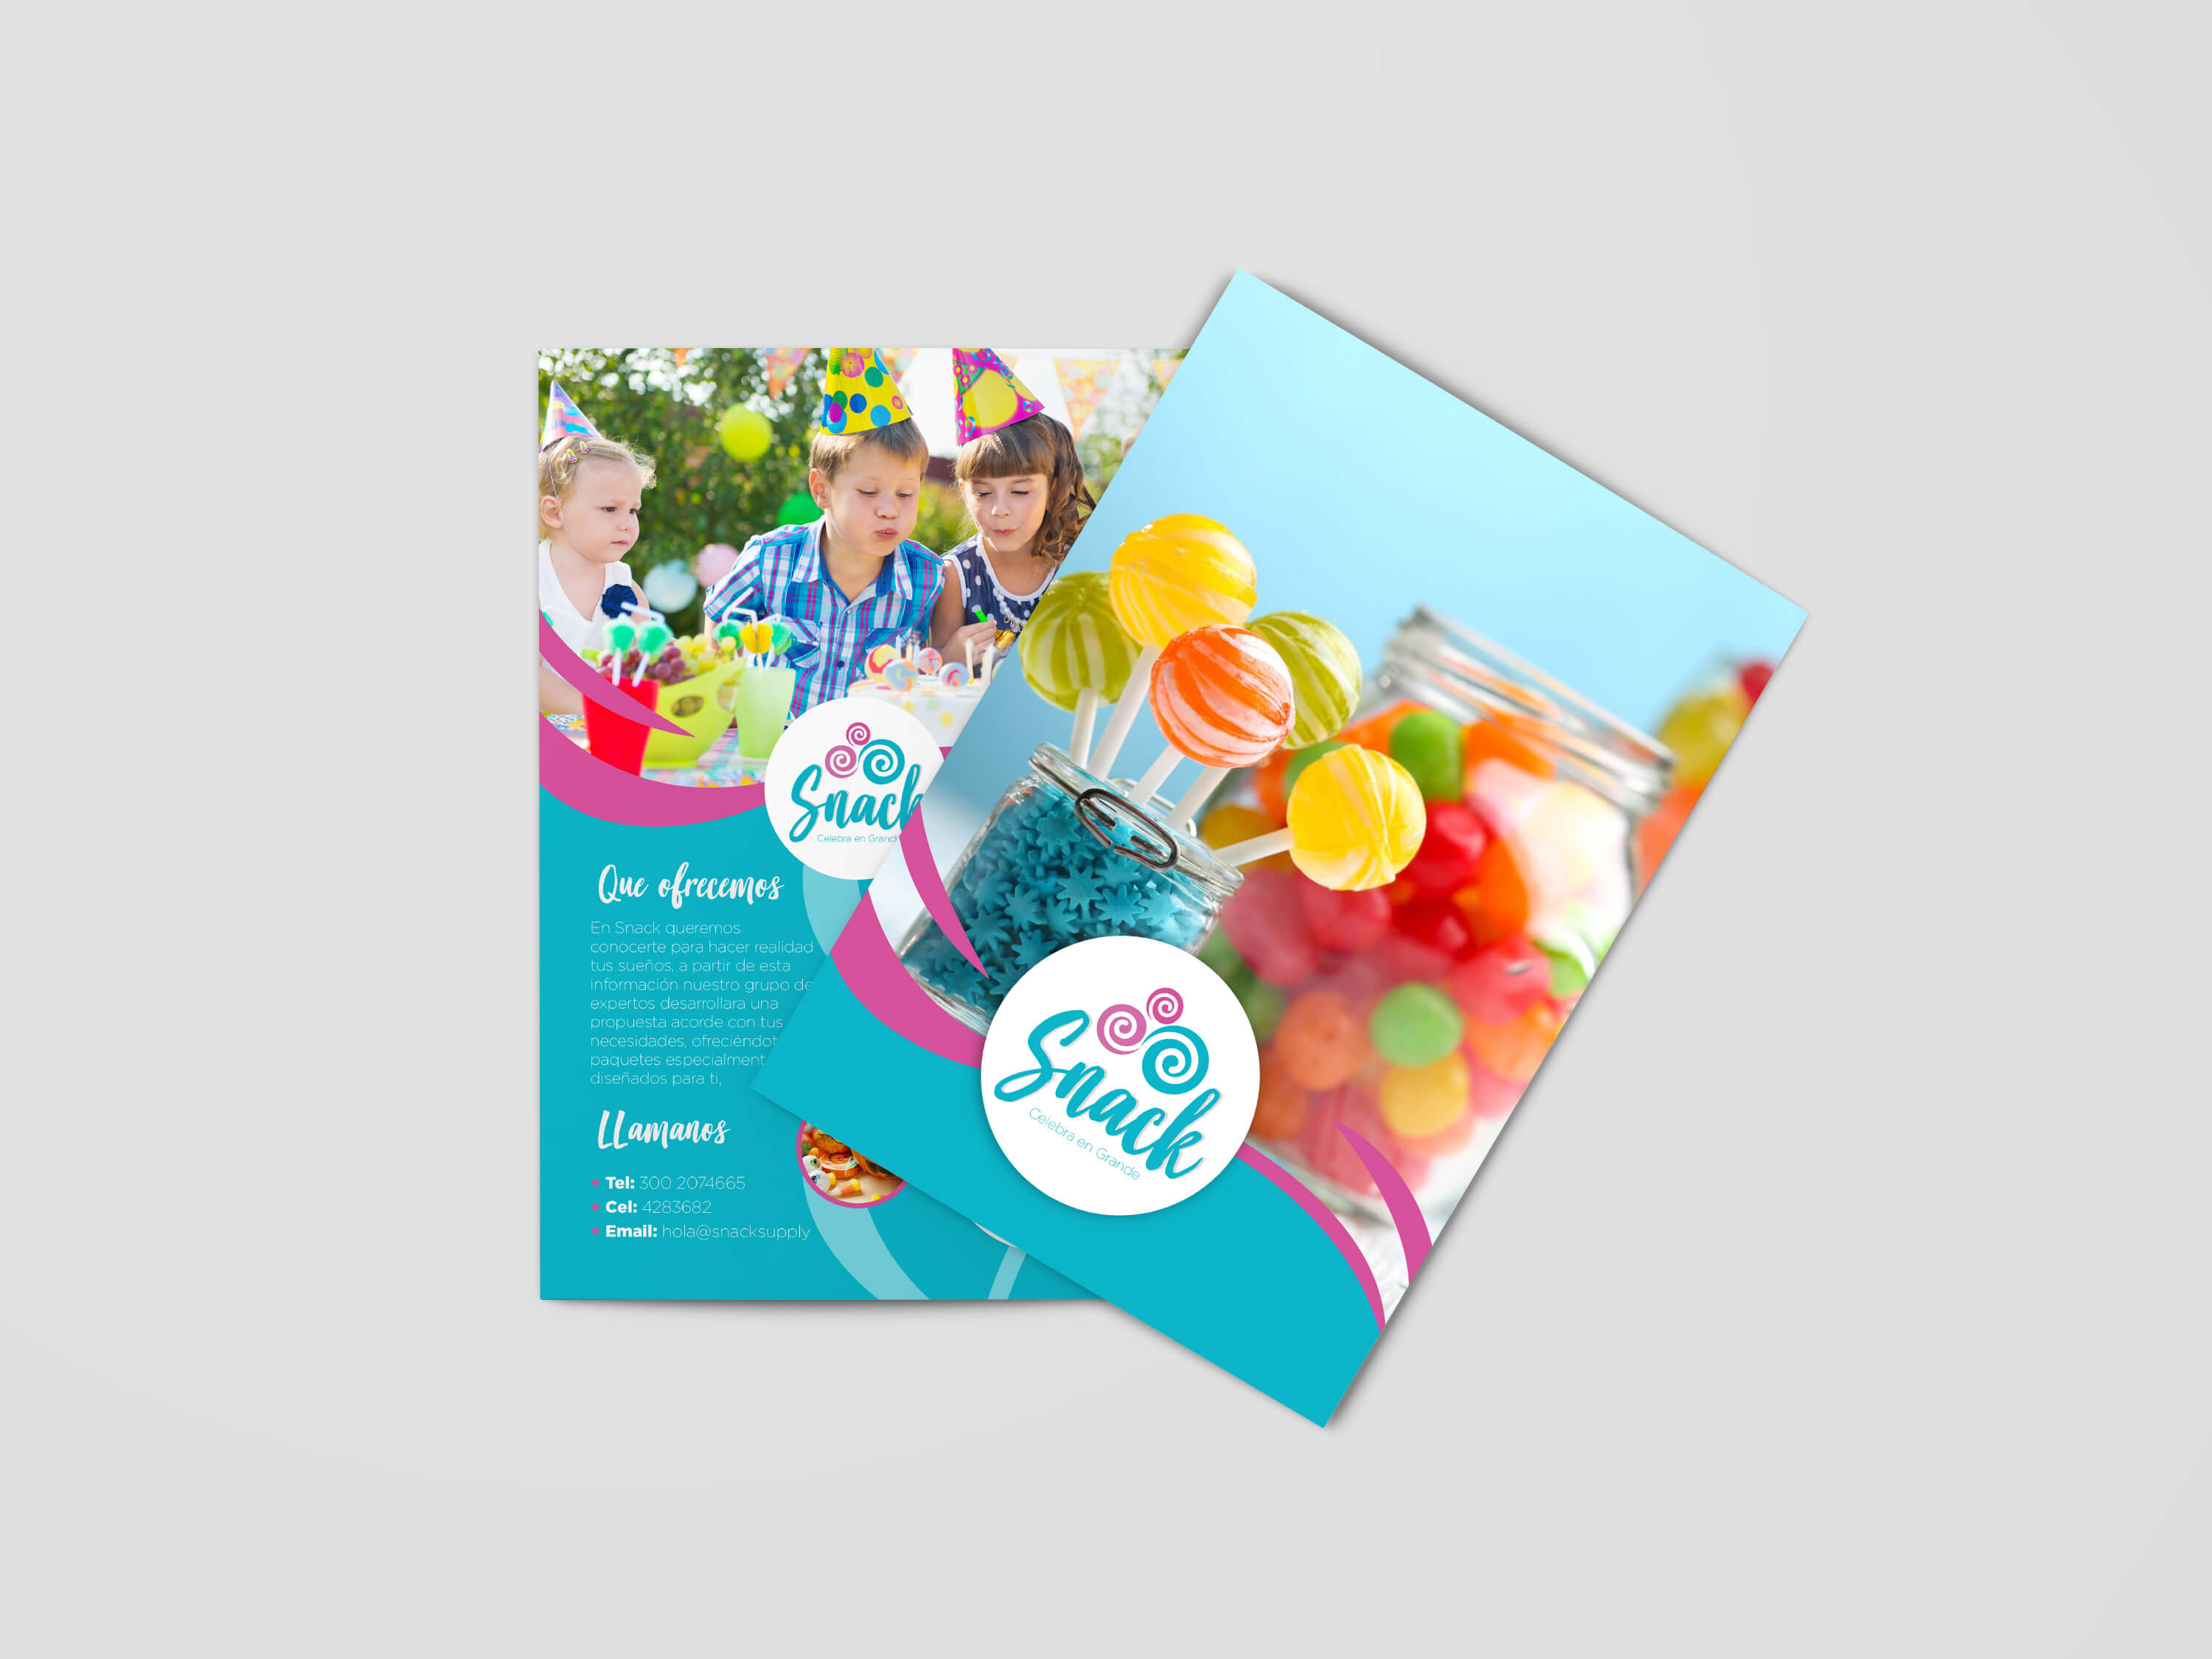 Snack
Celebra en
Que ofrecemos
En Snack queremos
conocerte para hacer realidad
tus sueños, a partir de esta
información nuestro grupo de
expertos desarrollara una
propuesta acorde con tus
necesidades, ofreciéndot
paquetes especialment
diseñados para ti,
LLamanos
Tel: 300 2074665
Cel: 4283682
Email: hola@snacksupply
Snack
Celebra en Grande